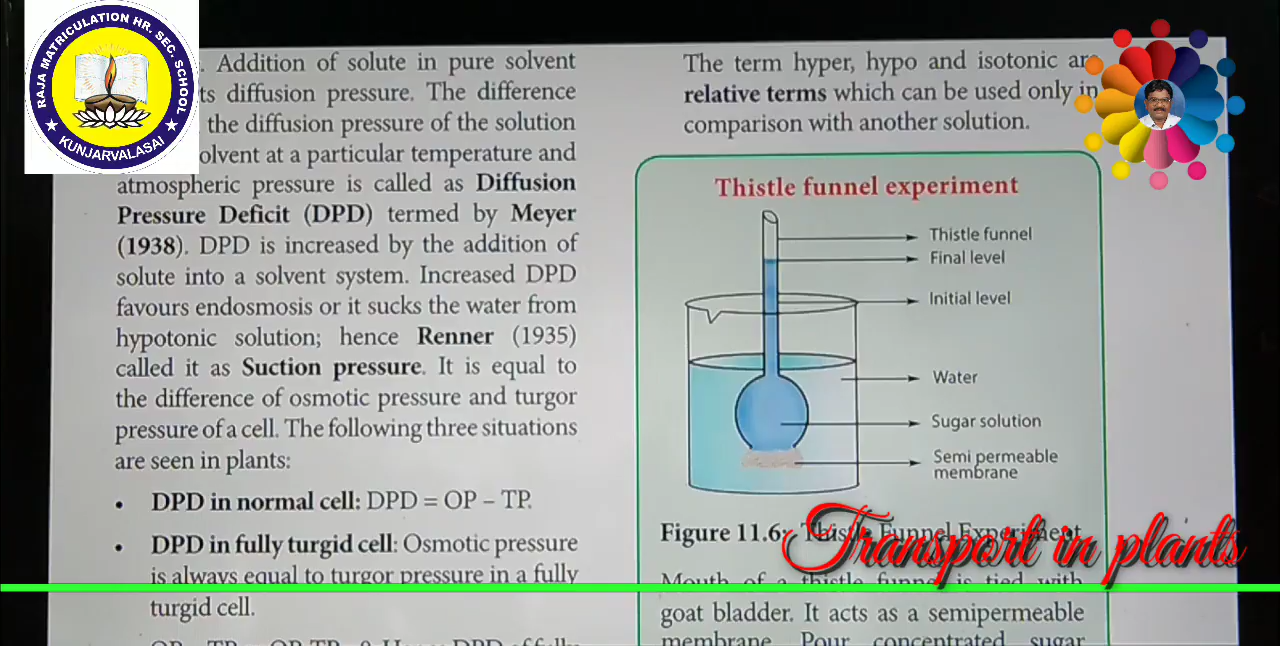 RAJA MATRICULATION HR. SEC. SCHOOL
KUNJARVALASAI
Addition of solute in pure solvent
ts diffusion pressure. The difference
the diffusion pressure of the solution
olvent at a particular temperature and
atmospheric pressure is called as Diffusion
Pressure Deficit (DPD) termed by Meyer
(1938). DPD is increased by the addition of
solute into a solvent system. Increased DPD
favours endosmosis or it sucks the water from
hypotonic solution; hence Renner (1935)
called it as Suction pressure. It is equal to
the difference of osmotic pressure and turgor
pressure of a cell. The following three situations
are seen in plants:
• DPD in normal cell: DPD = OP – TP.
• DPD in fully turgid cell: Osmotic pressure
is always equal to turgor pressure in a fully
turgid cell.
The term hyper, hypo and isotonic are
relative terms which can be used only in
comparison with another solution.
Thistle funnel experiment
Thistle funnel
Final level
Initial level
Water
Sugar solution
Semi permeable
membrane
Figure 11.6: Thistle Funnel Experiment
Transport in plants
Mouth of a thistle funnel is tied with
goat bladder. It acts as a semipermeable
membrane. Pour concentrated sugar